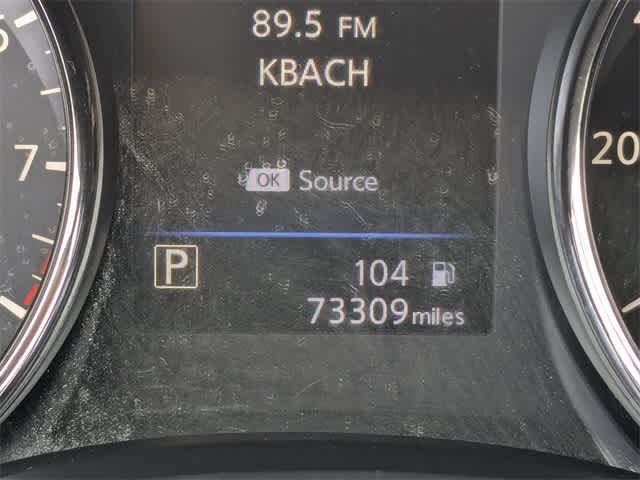 89.5 FM
KBACH
7
20
OK Source
P
104
73309 miles